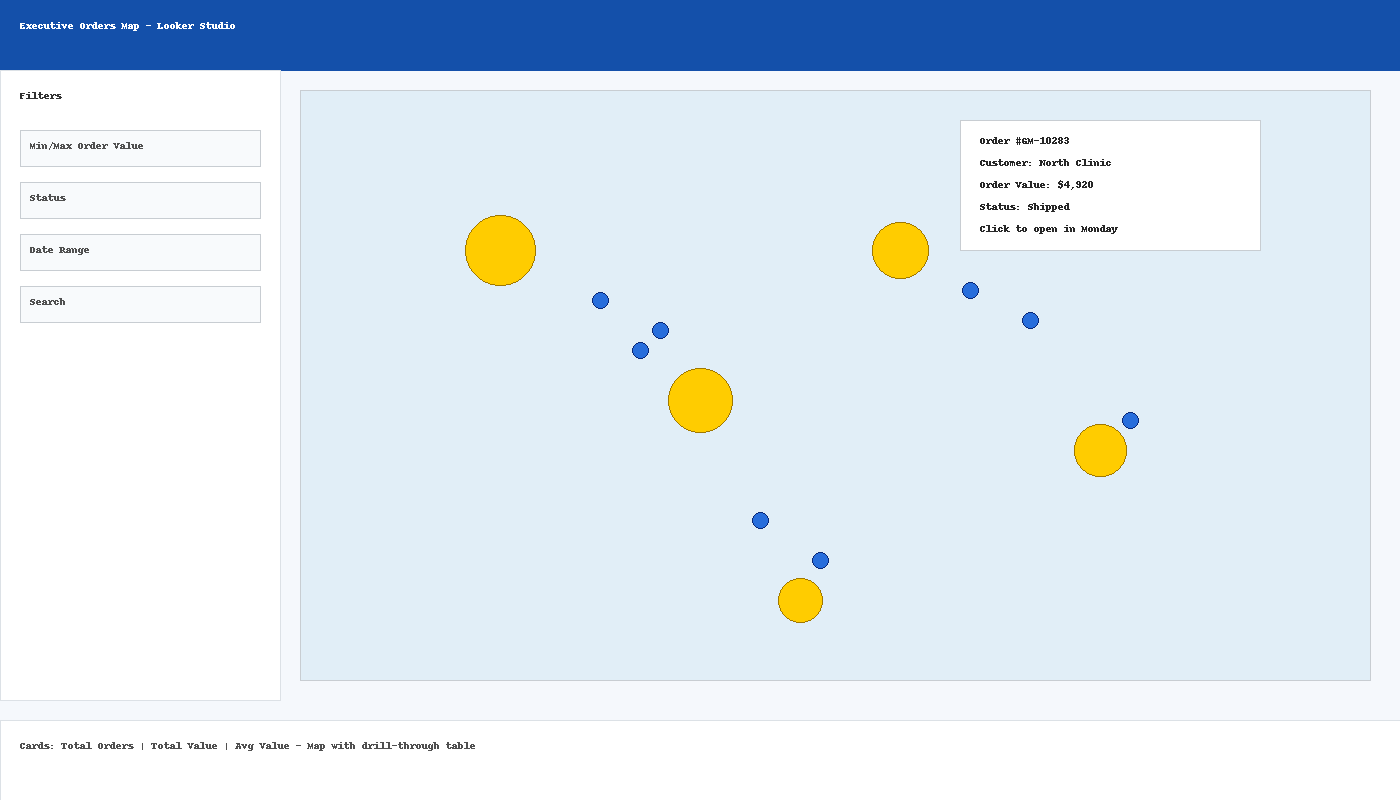 Executive Orders Map - Looker Studio
Filters
Min/Max Order Value
Status
Date Range
Search
Order #GM-10283
Customer: North Clinic
Order Value: $4,920
Status: Shipped
Click to open in Monday
Cards: Total Orders | Total Value | Avg Value - Map with drill-through table